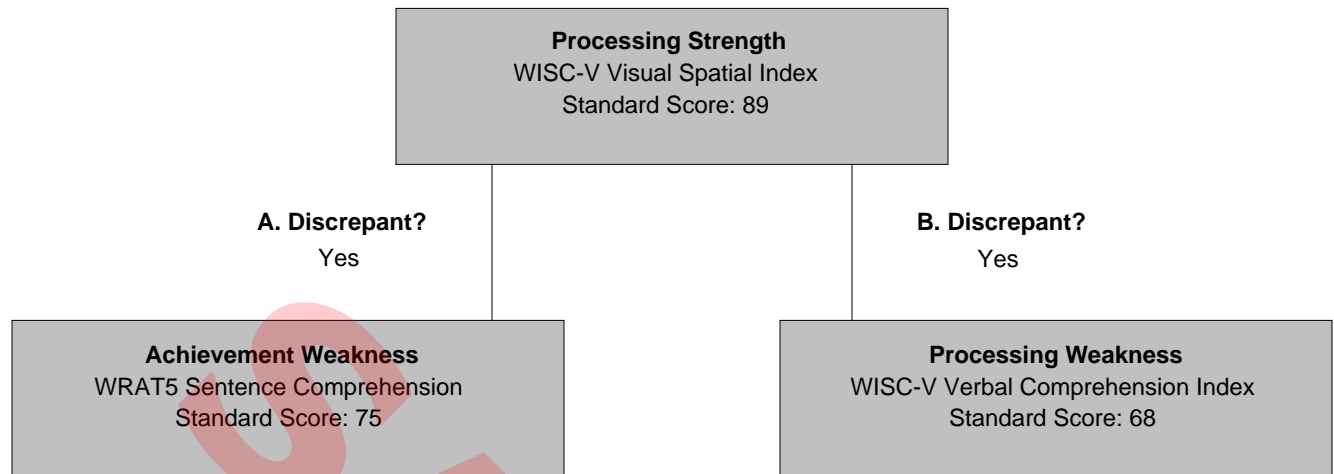 Processing Strength
WISC-V Visual Spatial Index
Standard Score: 89
A. Discrepant?
Yes
B. Discrepant?
Yes
Achievement Weakness
WRAT5 Sentence Comprehension
Standard Score: 75
Processing Weakness
WISC-V Verbal Comprehension Index
Standard Score: 68